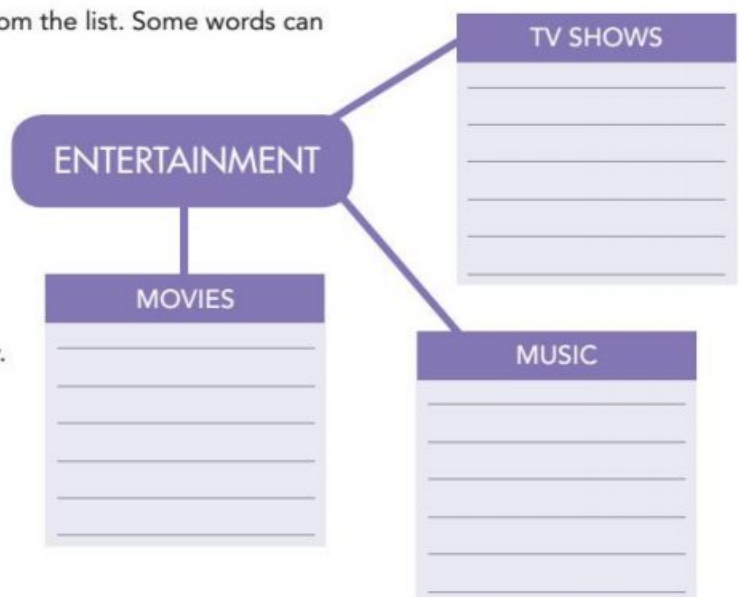 om the list. Some words can
TV SHOWS
ENTERTAINMENT
MOVIES
MUSIC